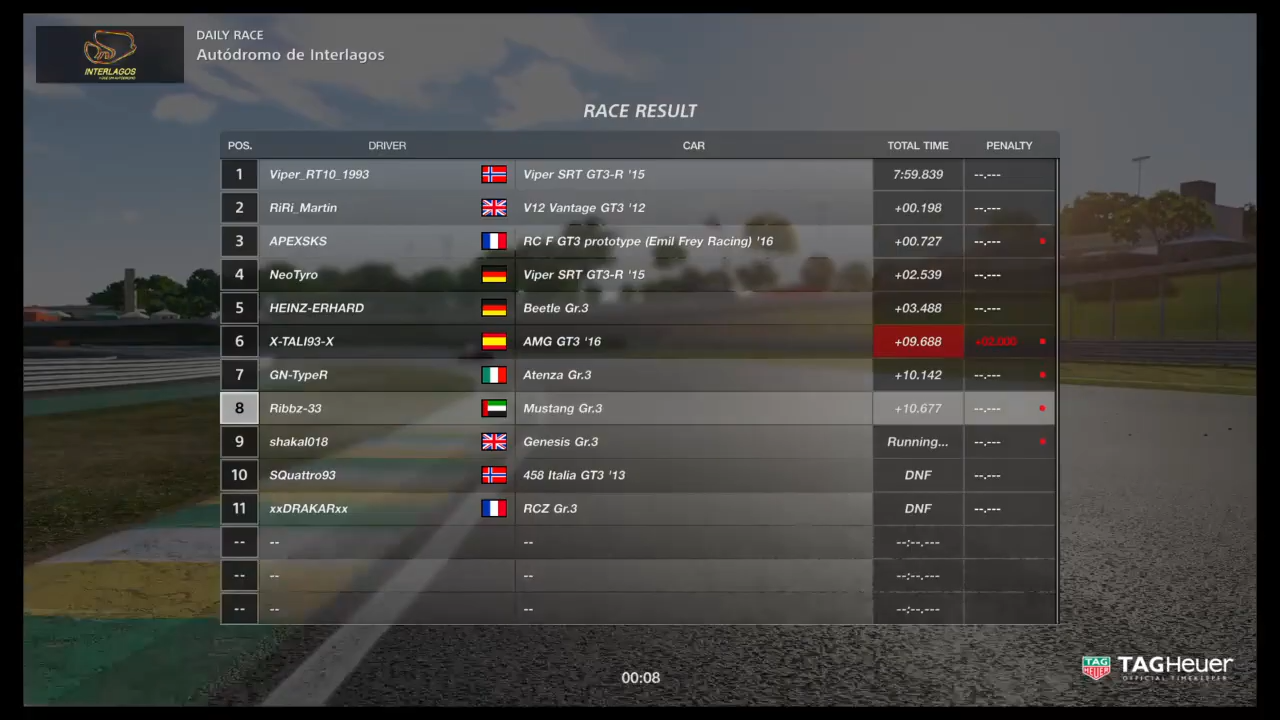 DAILY RACE
Autódromo de Interlagos
INTERLAGOS
RACE RESULT
POS. DRIVER CAR TOTAL TIME PENALTY
1 Viper_RT10_1993 Viper SRT GT3-R '15 7:59.839 --.---
2 RiRi_Martin V12 Vantage GT3 '12 +00.198 --.---
3 APEXSKS RC F GT3 prototype (Emil Frey Racing) '16 +00.727 --.---
4 NeoTyro Viper SRT GT3-R '15 +02.539 --.---
5 HEINZ-ERHARD Beetle Gr.3 +03.488 --.---
6 X-TALI93-X AMG GT3 '16 +09.688 +02.000
7 GN-TypeR Atenza Gr.3 +10.142 --.---
8 Ribbz-33 Mustang Gr.3 +10.677 --.---
9 shakal018 Genesis Gr.3 Running... --.---
10 SQuattro93 458 Italia GT3 '13 DNF --.---
11 xxDRAKARxx RCZ Gr.3 DNF --.---
-- -- -- --:--.---
-- -- -- --:--.---
-- -- -- --:--.---
00:08
TAG HEUER TAGHeuer
OFFICIAL TIMEKEEPER